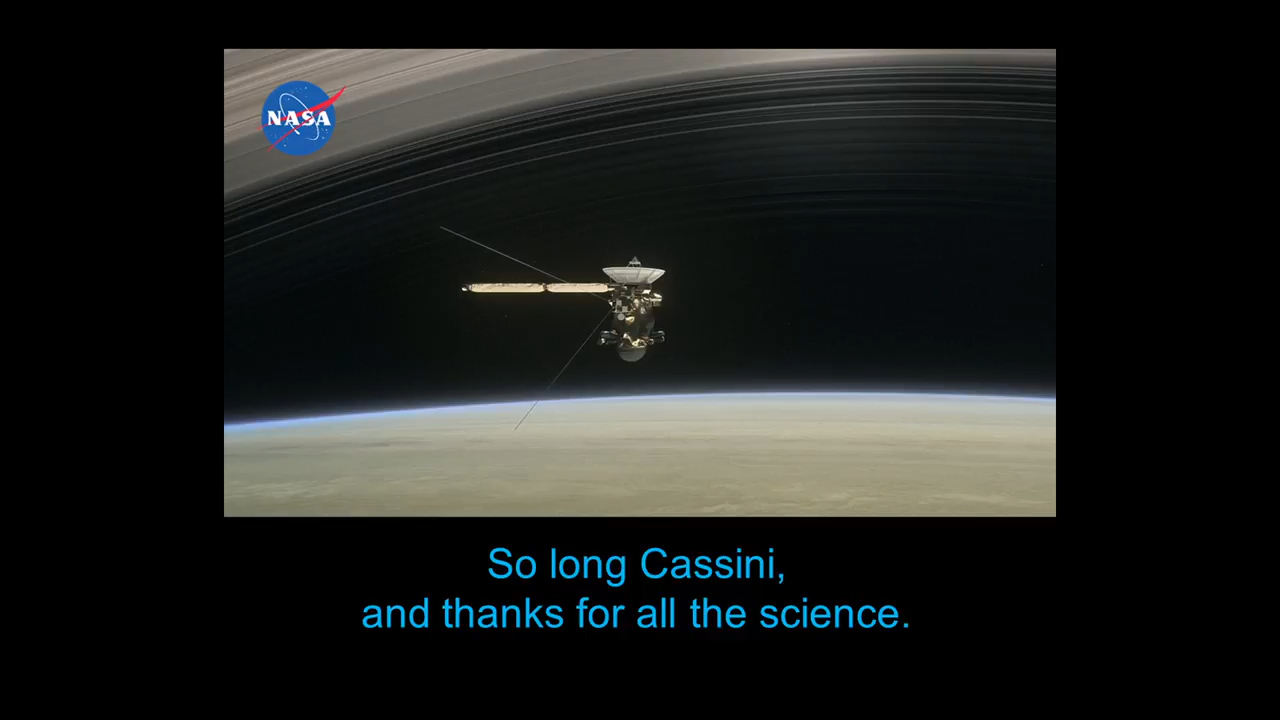 NASA
So long Cassini,
and thanks for all the science.